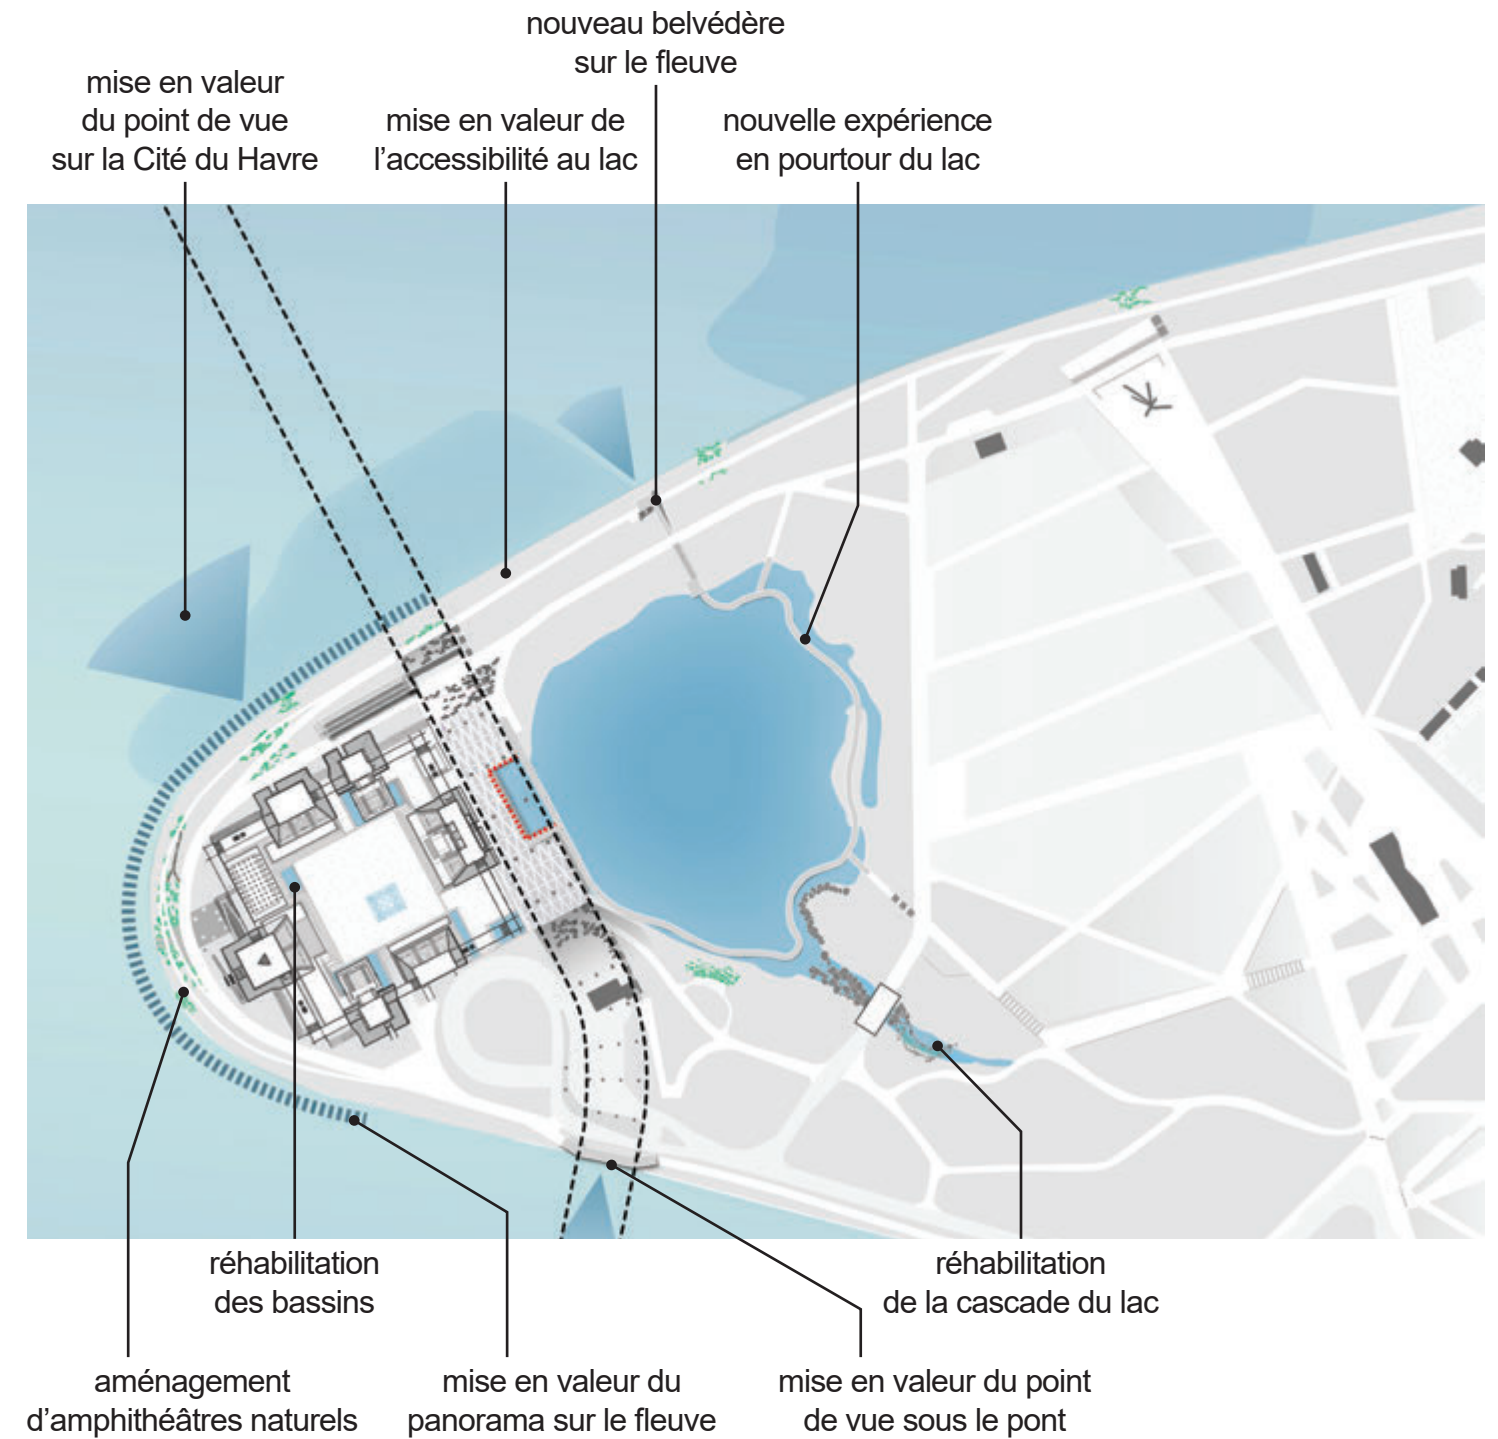 nouveau belvédère
sur le fleuve
mise en valeur
du point de vue
sur la Cité du Havre
mise en valeur de
l’accessibilité au lac
nouvelle expérience
en pourtour du lac
réhabilitation
des bassins
réhabilitation
de la cascade du lac
aménagement
d’amphithéâtres naturels
mise en valeur du
panorama sur le fleuve
mise en valeur du point
de vue sous le pont